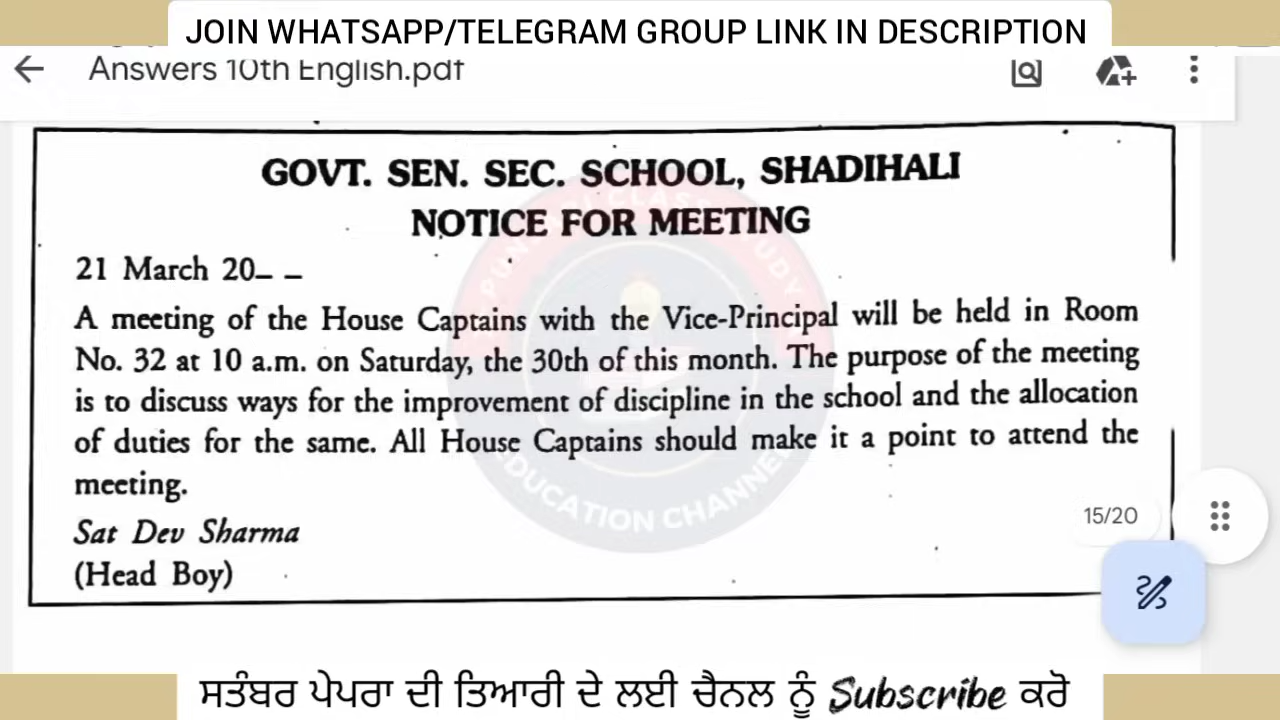 JOIN WHATSAPP/TELEGRAM GROUP LINK IN DESCRIPTION
Answers 10th English.pdf
GOVT. SEN. SEC. SCHOOL, SHADIHALI
NOTICE FOR MEETING
21 March 20– –
A meeting of the House Captains with the Vice-Principal will be held in Room
No. 32 at 10 a.m. on Saturday, the 30th of this month. The purpose of the meeting
is to discuss ways for the improvement of discipline in the school and the allocation
of duties for the same. All House Captains should make it a point to attend the
meeting.
Sat Dev Sharma
(Head Boy)
15/20
EDUCATION CHANNEL
ਸਤੰਬਰ ਪੇਪਰਾ ਦੀ ਤਿਆਰੀ ਦੇ ਲਈ ਚੈਨਲ ਨੂੰ Subscribe ਕਰੋ